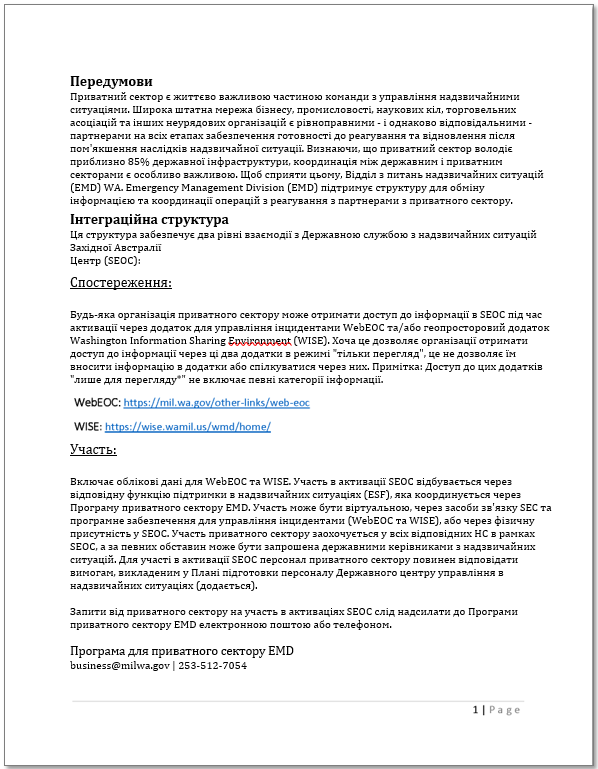 Передумови
Приватний сектор є життєво важливою частиною команди з управління надзвичайними
ситуаціями. Широка штатна мережа бізнесу, промисловості, наукових кіл, торговельних
асоціацій та інших неурядових організацій є рівноправними - і однаково відповідальними -
партнерами на всіх етапах забезпечення готовності до реагування та відновлення після
пом'якшення наслідків надзвичайної ситуації. Визнаючи, що приватний сектор володіє
приблизно 85% державної інфраструктури, координація між державним і приватним
секторами є особливо важливою. Щоб сприяти цьому, Відділ з питань надзвичайних ситуацій
(EMD) WA. Emergency Management Division (EMD) підтримує структуру для обміну
інформацією та координації операцій з реагування з партнерами з приватного сектору.
Інтеграційна структура
Ця структура забезпечує два рівні взаємодії з Державною службою з надзвичайних ситуацій
Західної Австралії
Центр (SEOC):
Спостереження:
Будь-яка організація приватного сектору може отримати доступ до інформації в SEOC під час
активації через додаток для управління інцидентами WebEOC та/або геопросторовий додаток
Washington Information Sharing Environment (WISE). Хоча це дозволяє організації отримати
доступ до інформації через ці два додатки в режимі "тільки перегляд", це не дозволяє їм
вносити інформацію в додатки або спілкуватися через них. Примітка: Доступ до цих додатків
"лише для перегляду*" не включає певні категорії інформації.
WebEOC: https://mil.wa.gov/other-links/web-eoc
WISE: https://wise.wamil.us/wmd/home/
Участь:
Включає облікові дані для WebEOC та WISE. Участь в активації SEOC відбувається через
відповідну функцію підтримки в надзвичайних ситуаціях (ESF), яка координується через
Програму приватного сектору EMD. Участь може бути віртуальною, через засоби зв'язку SEC та
програмне забезпечення для управління інцидентами (WebEOC та WISE), або через фізичну
присутність у SEOC. Участь приватного сектору заохочується у всіх відповідних НС в рамках
SEOC, а за певних обставин може бути запрошена державними керівниками з надзвичайних
ситуацій. Для участі в активації SEOC персонал приватного сектору повинен відповідати
вимогам, викладеним у Плані підготовки персоналу Державного центру управління в
надзвичайних ситуаціях (додається).
Запити від приватного сектору на участь в активаціях SEOC слід надсилати до Програми
приватного сектору EMD електронною поштою або телефоном.
Програма для приватного сектору EMD
business@milwa.gov | 253-512-7054
1 | Page